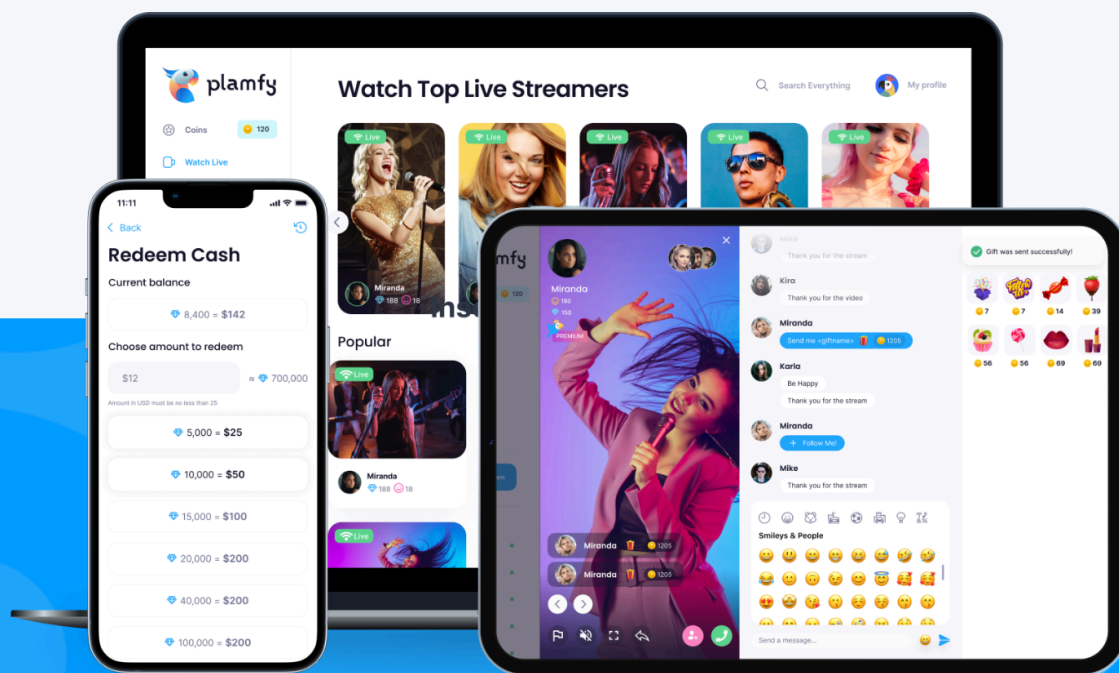 plamfy
Watch Top Live Streamers
Search Everything
My profile
Coins
120
Watch Live
Live
Live
Live
Live
Live
Miranda
188 18
Popular
Live
Miranda
188 18
Live
11:11
Back
Redeem Cash
Current balance
8,400 = $142
Choose amount to redeem
$12
≈ 700,000
Amount in USD must be no less than 25
5,000 = $25
10,000 = $50
15,000 = $100
20,000 = $200
40,000 = $200
100,000 = $200
mfy
120
Miranda
180
150
PREMIUM
Miranda 1205
Miranda 1205
Mike
Thank you for the stream
Kira
Thank you for the video
Miranda
Send me <giftname> 1205
Karla
Be Happy
Thank you for the stream
Miranda
+ Follow Me!
Mike
Thank you for the stream
Smileys & People
Send a message...
Gift was sent successfully!
7 7 14 39
56 56 69 69